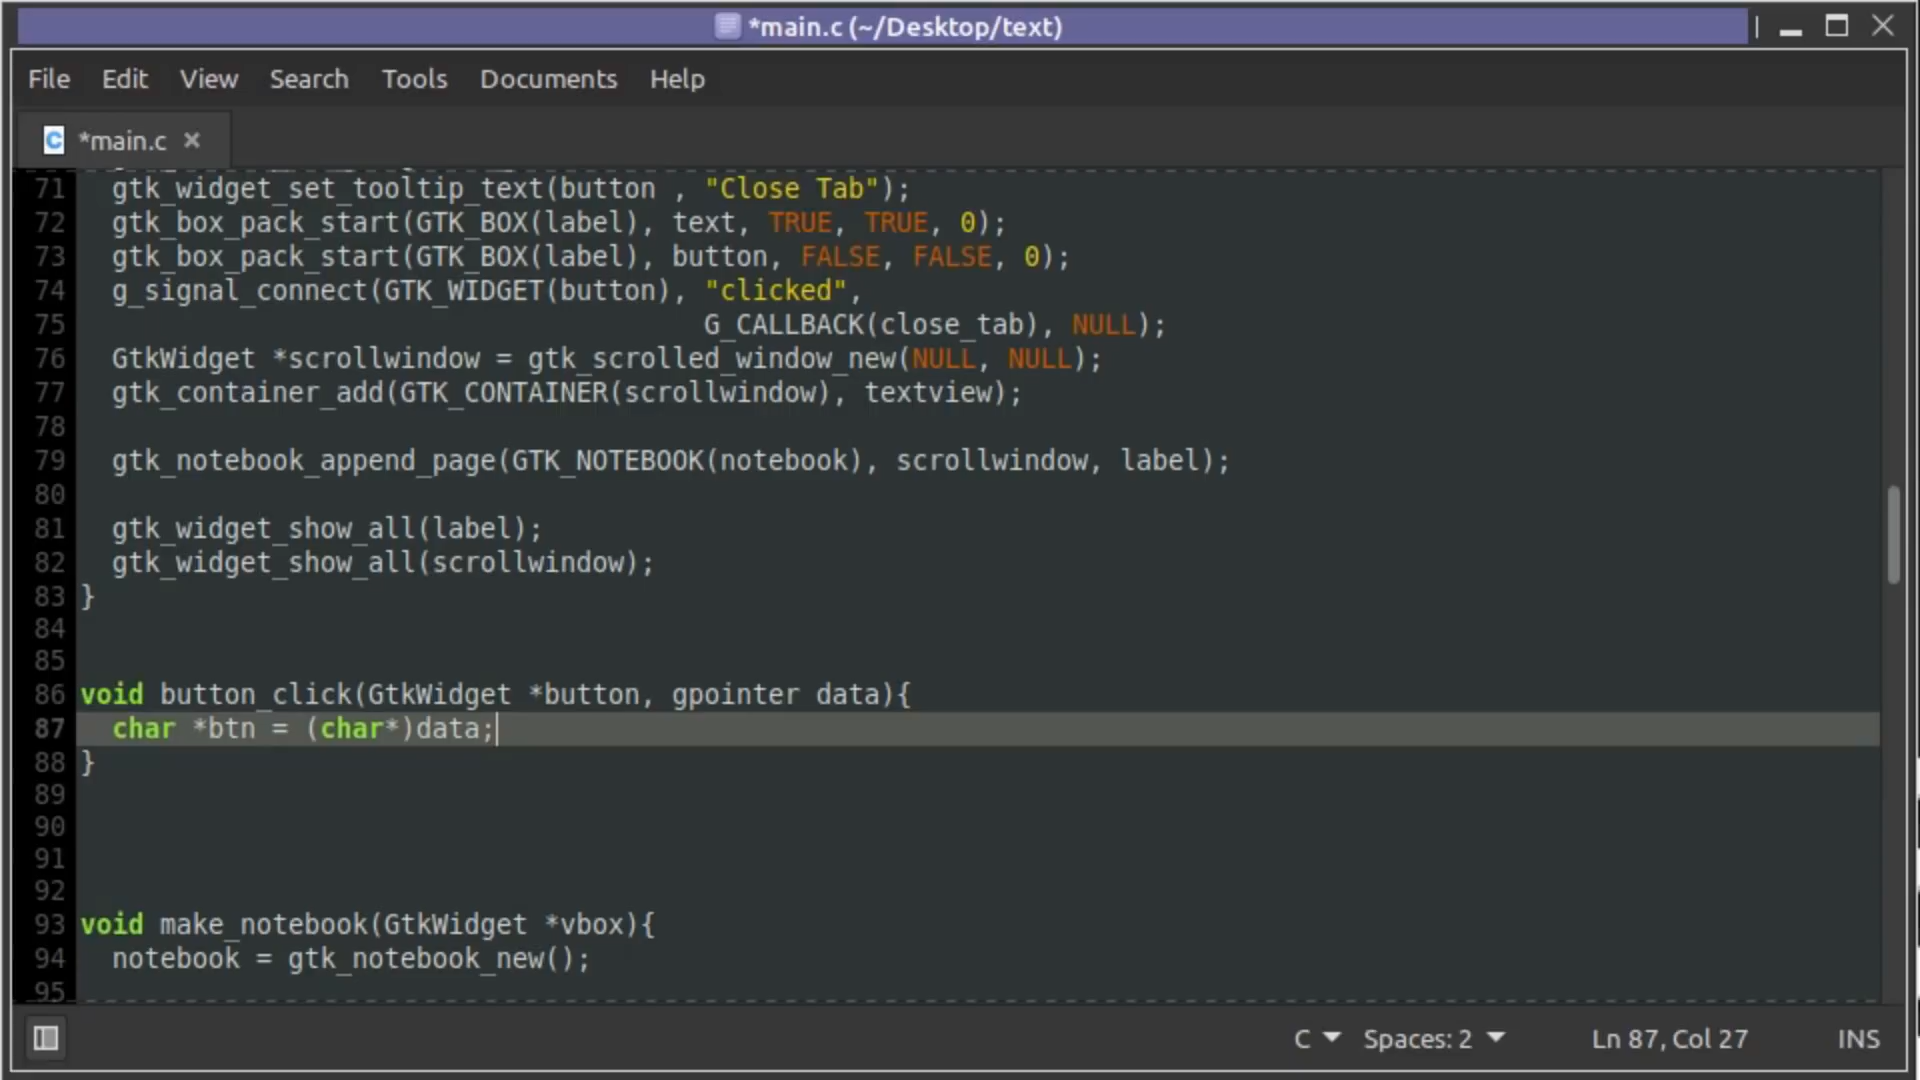 *main.c (~/Desktop/text)
File Edit View Search Tools Documents Help
*main.c
71 gtk_widget_set_tooltip_text(button , "Close Tab");
72 gtk_box_pack_start(GTK_BOX(label), text, TRUE, TRUE, 0);
73 gtk_box_pack_start(GTK_BOX(label), button, FALSE, FALSE, 0);
74 g_signal_connect(GTK_WIDGET(button), "clicked",
75 G_CALLBACK(close_tab), NULL);
76 GtkWidget *scrollwindow = gtk_scrolled_window_new(NULL, NULL);
77 gtk_container_add(GTK_CONTAINER(scrollwindow), textview);
78
79 gtk_notebook_append_page(GTK_NOTEBOOK(notebook), scrollwindow, label);
80
81 gtk_widget_show_all(label);
82 gtk_widget_show_all(scrollwindow);
83 }
84
85
86 void button_click(GtkWidget *button, gpointer data){
87 char *btn = (char*)data;
88 }
89
90
91
92
93 void make_notebook(GtkWidget *vbox){
94 notebook = gtk_notebook_new();
95
C Spaces: 2 Ln 87, Col 27 INS